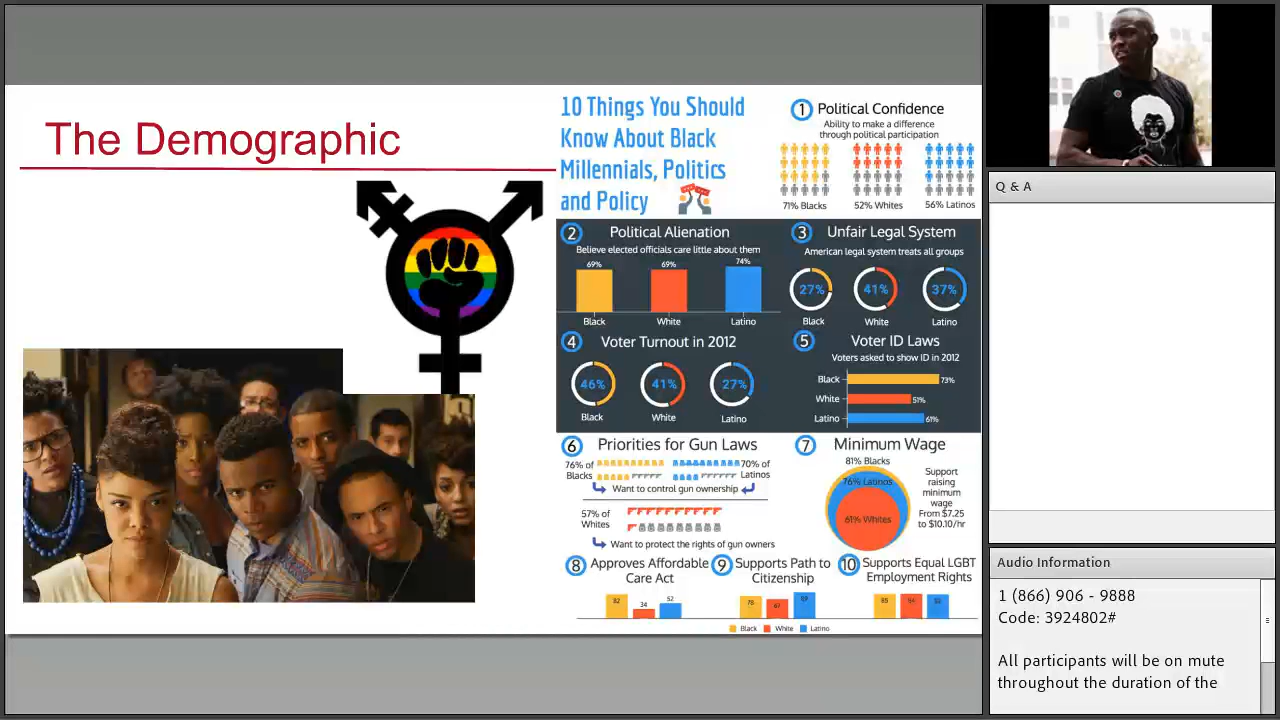 The Demographic
10 Things You Should
Know About Black
Millennials, Politics
and Policy
1 Political Confidence
Ability to make a difference
through political participation
71% Blacks 52% Whites 56% Latinos
2 Political Alienation
Believe elected officials care little about them
69% 69% 74%
Black White Latino
3 Unfair Legal System
American legal system treats all groups
27% 41% 37%
Black White Latino
4 Voter Turnout in 2012
46% 41% 27%
Black White Latino
5 Voter ID Laws
Voters asked to show ID in 2012
Black 73%
White 51%
Latino 61%
6 Priorities for Gun Laws
76% of
Blacks
70% of
Latinos
Want to control gun ownership
57% of
Whites
Want to protect the rights of gun owners
7 Minimum Wage
81% Blacks
76% Latinos
61% Whites
Support
raising
minimum
wage
From $7.25
to $10.10/hr
8 Approves Affordable
Care Act
82 34 52
9 Supports Path to
Citizenship
67
10 Supports Equal LGBT
Employment Rights
Black White Latino
Q & A
Audio Information
1 (866) 906 - 9888
Code: 3924802#
All participants will be on mute
throughout the duration of the